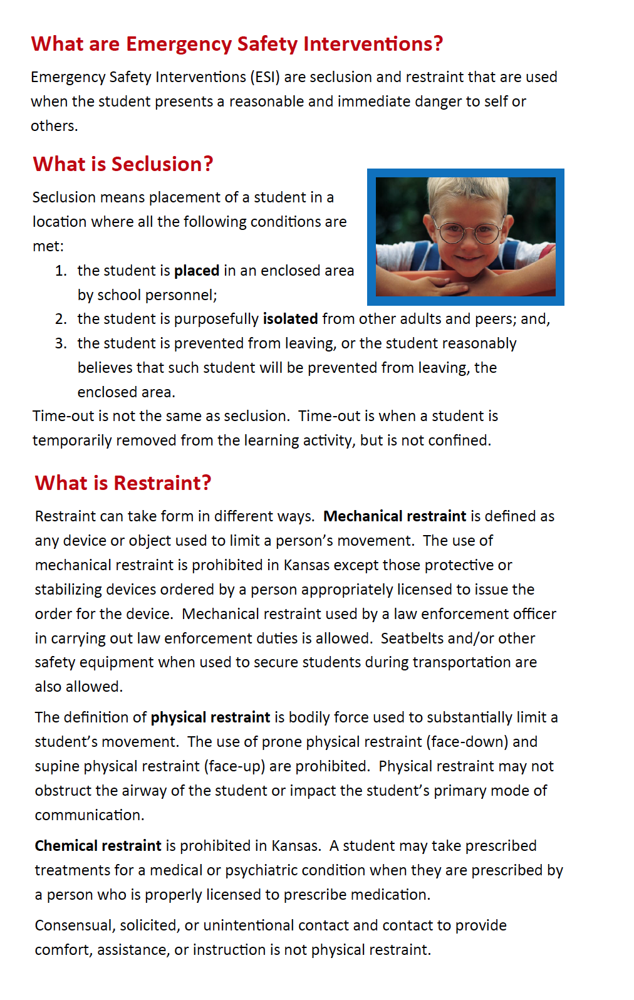 What are Emergency Safety Interventions?
Emergency Safety Interventions (ESI) are seclusion and restraint that are used
when the student presents a reasonable and immediate danger to self or
others.
What is Seclusion?
Seclusion means placement of a student in a
location where all the following conditions are
met:
1. the student is placed in an enclosed area
by school personnel;
2. the student is purposefully isolated from other adults and peers; and,
3. the student is prevented from leaving, or the student reasonably
believes that such student will be prevented from leaving, the
enclosed area.
Time-out is not the same as seclusion.  Time-out is when a student is
temporarily removed from the learning activity, but is not confined.
What is Restraint?
Restraint can take form in different ways.  Mechanical restraint is defined as
any device or object used to limit a person’s movement.  The use of
mechanical restraint is prohibited in Kansas except those protective or
stabilizing devices ordered by a person appropriately licensed to issue the
order for the device.  Mechanical restraint used by a law enforcement officer
in carrying out law enforcement duties is allowed.  Seatbelts and/or other
safety equipment when used to secure students during transportation are
also allowed.
The definition of physical restraint is bodily force used to substantially limit a
student’s movement.  The use of prone physical restraint (face-down) and
supine physical restraint (face-up) are prohibited.  Physical restraint may not
obstruct the airway of the student or impact the student’s primary mode of
communication.
Chemical restraint is prohibited in Kansas.  A student may take prescribed
treatments for a medical or psychiatric condition when they are prescribed by
a person who is properly licensed to prescribe medication.
Consensual, solicited, or unintentional contact and contact to provide
comfort, assistance, or instruction is not physical restraint.